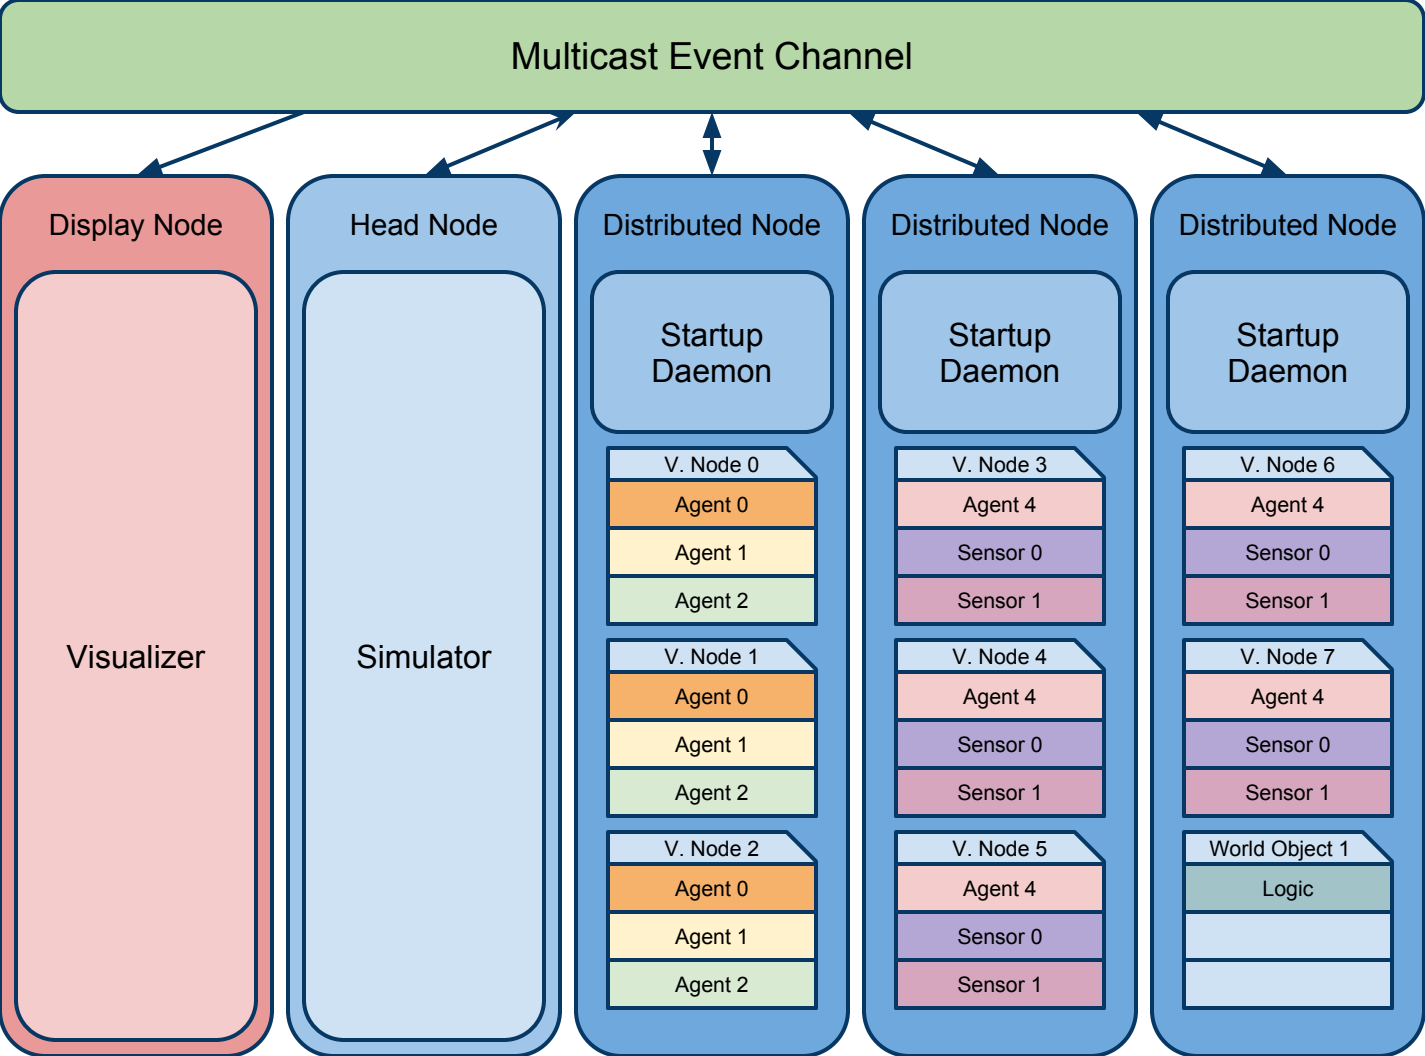 Multicast Event Channel
Display Node
Visualizer
Head Node
Simulator
Distributed Node
Startup
Daemon
V. Node 0
Agent 0
Agent 1
Agent 2
V. Node 1
Agent 0
Agent 1
Agent 2
V. Node 2
Agent 0
Agent 1
Agent 2
Distributed Node
Startup
Daemon
V. Node 3
Agent 4
Sensor 0
Sensor 1
V. Node 4
Agent 4
Sensor 0
Sensor 1
V. Node 5
Agent 4
Sensor 0
Sensor 1
Distributed Node
Startup
Daemon
V. Node 6
Agent 4
Sensor 0
Sensor 1
V. Node 7
Agent 4
Sensor 0
Sensor 1
World Object 1
Logic